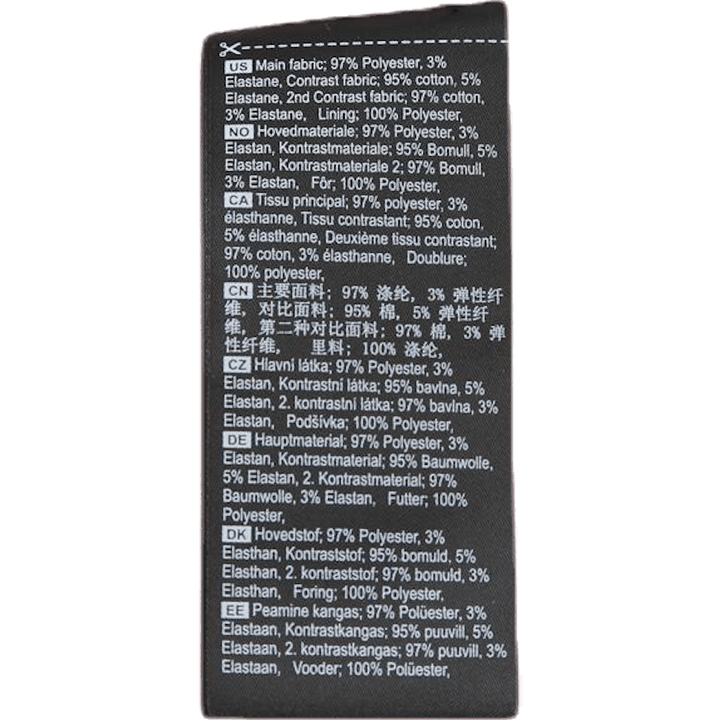 US Main fabric; 97% Polyester, 3%
Elastane, Contrast fabric; 95% cotton, 5%
Elastane, 2nd Contrast fabric; 97% cotton,
3% Elastane, Lining; 100% Polyester,
NO Hovedmateriale; 97% Polyester, 3%
Elastan, Kontrastmateriale; 95% Bomull, 5%
Elastan, Kontrastmateriale 2; 97% Bomull,
3% Elastan, Fôr; 100% Polyester,
CA Tissu principal; 97% polyester, 3%
élasthanne, Tissu contrastant; 95% coton,
5% élasthanne, Deuxième tissu contrastant;
97% coton, 3% élasthanne, Doublure;
100% polyester,
CN 主要面料; 97% 涤纶, 3% 弹性纤
维, 对比面料; 95% 棉, 5% 弹性纤
维, 第二种对比面料; 97% 棉, 3% 弹
性纤维, 里料; 100% 涤纶,
CZ Hlavní látka; 97% Polyester, 3%
Elastan, Kontrastní látka; 95% bavlna, 5%
Elastan, 2. kontrastní látka; 97% bavlna, 3%
Elastan, Podšívka; 100% Polyester,
DE Hauptmaterial; 97% Polyester, 3%
Elastan, Kontrastmaterial; 95% Baumwolle,
5% Elastan, 2. Kontrastmaterial; 97%
Baumwolle, 3% Elastan, Futter; 100%
Polyester,
DK Hovedstof; 97% Polyester, 3%
Elasthan, Kontraststof; 95% bomuld, 5%
Elasthan, 2. kontraststof; 97% bomuld, 3%
Elasthan, Foring; 100% Polyester,
EE Peamine kangas; 97% Polüester, 3%
Elastaan, Kontrastkangas; 95% puuvill, 5%
Elastaan, 2. kontrastkangas; 97% puuvill, 3%
Elastaan, Vooder; 100% Polüester,